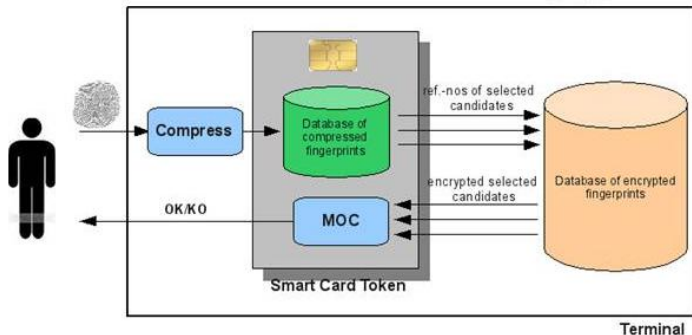 ref.-nos of selected
candidates
Compress
Database of
compressed
fingerprints
Database of encrypted
fingerprints
encrypted selected
candidates
OK/KO
MOC
Smart Card Token
Terminal